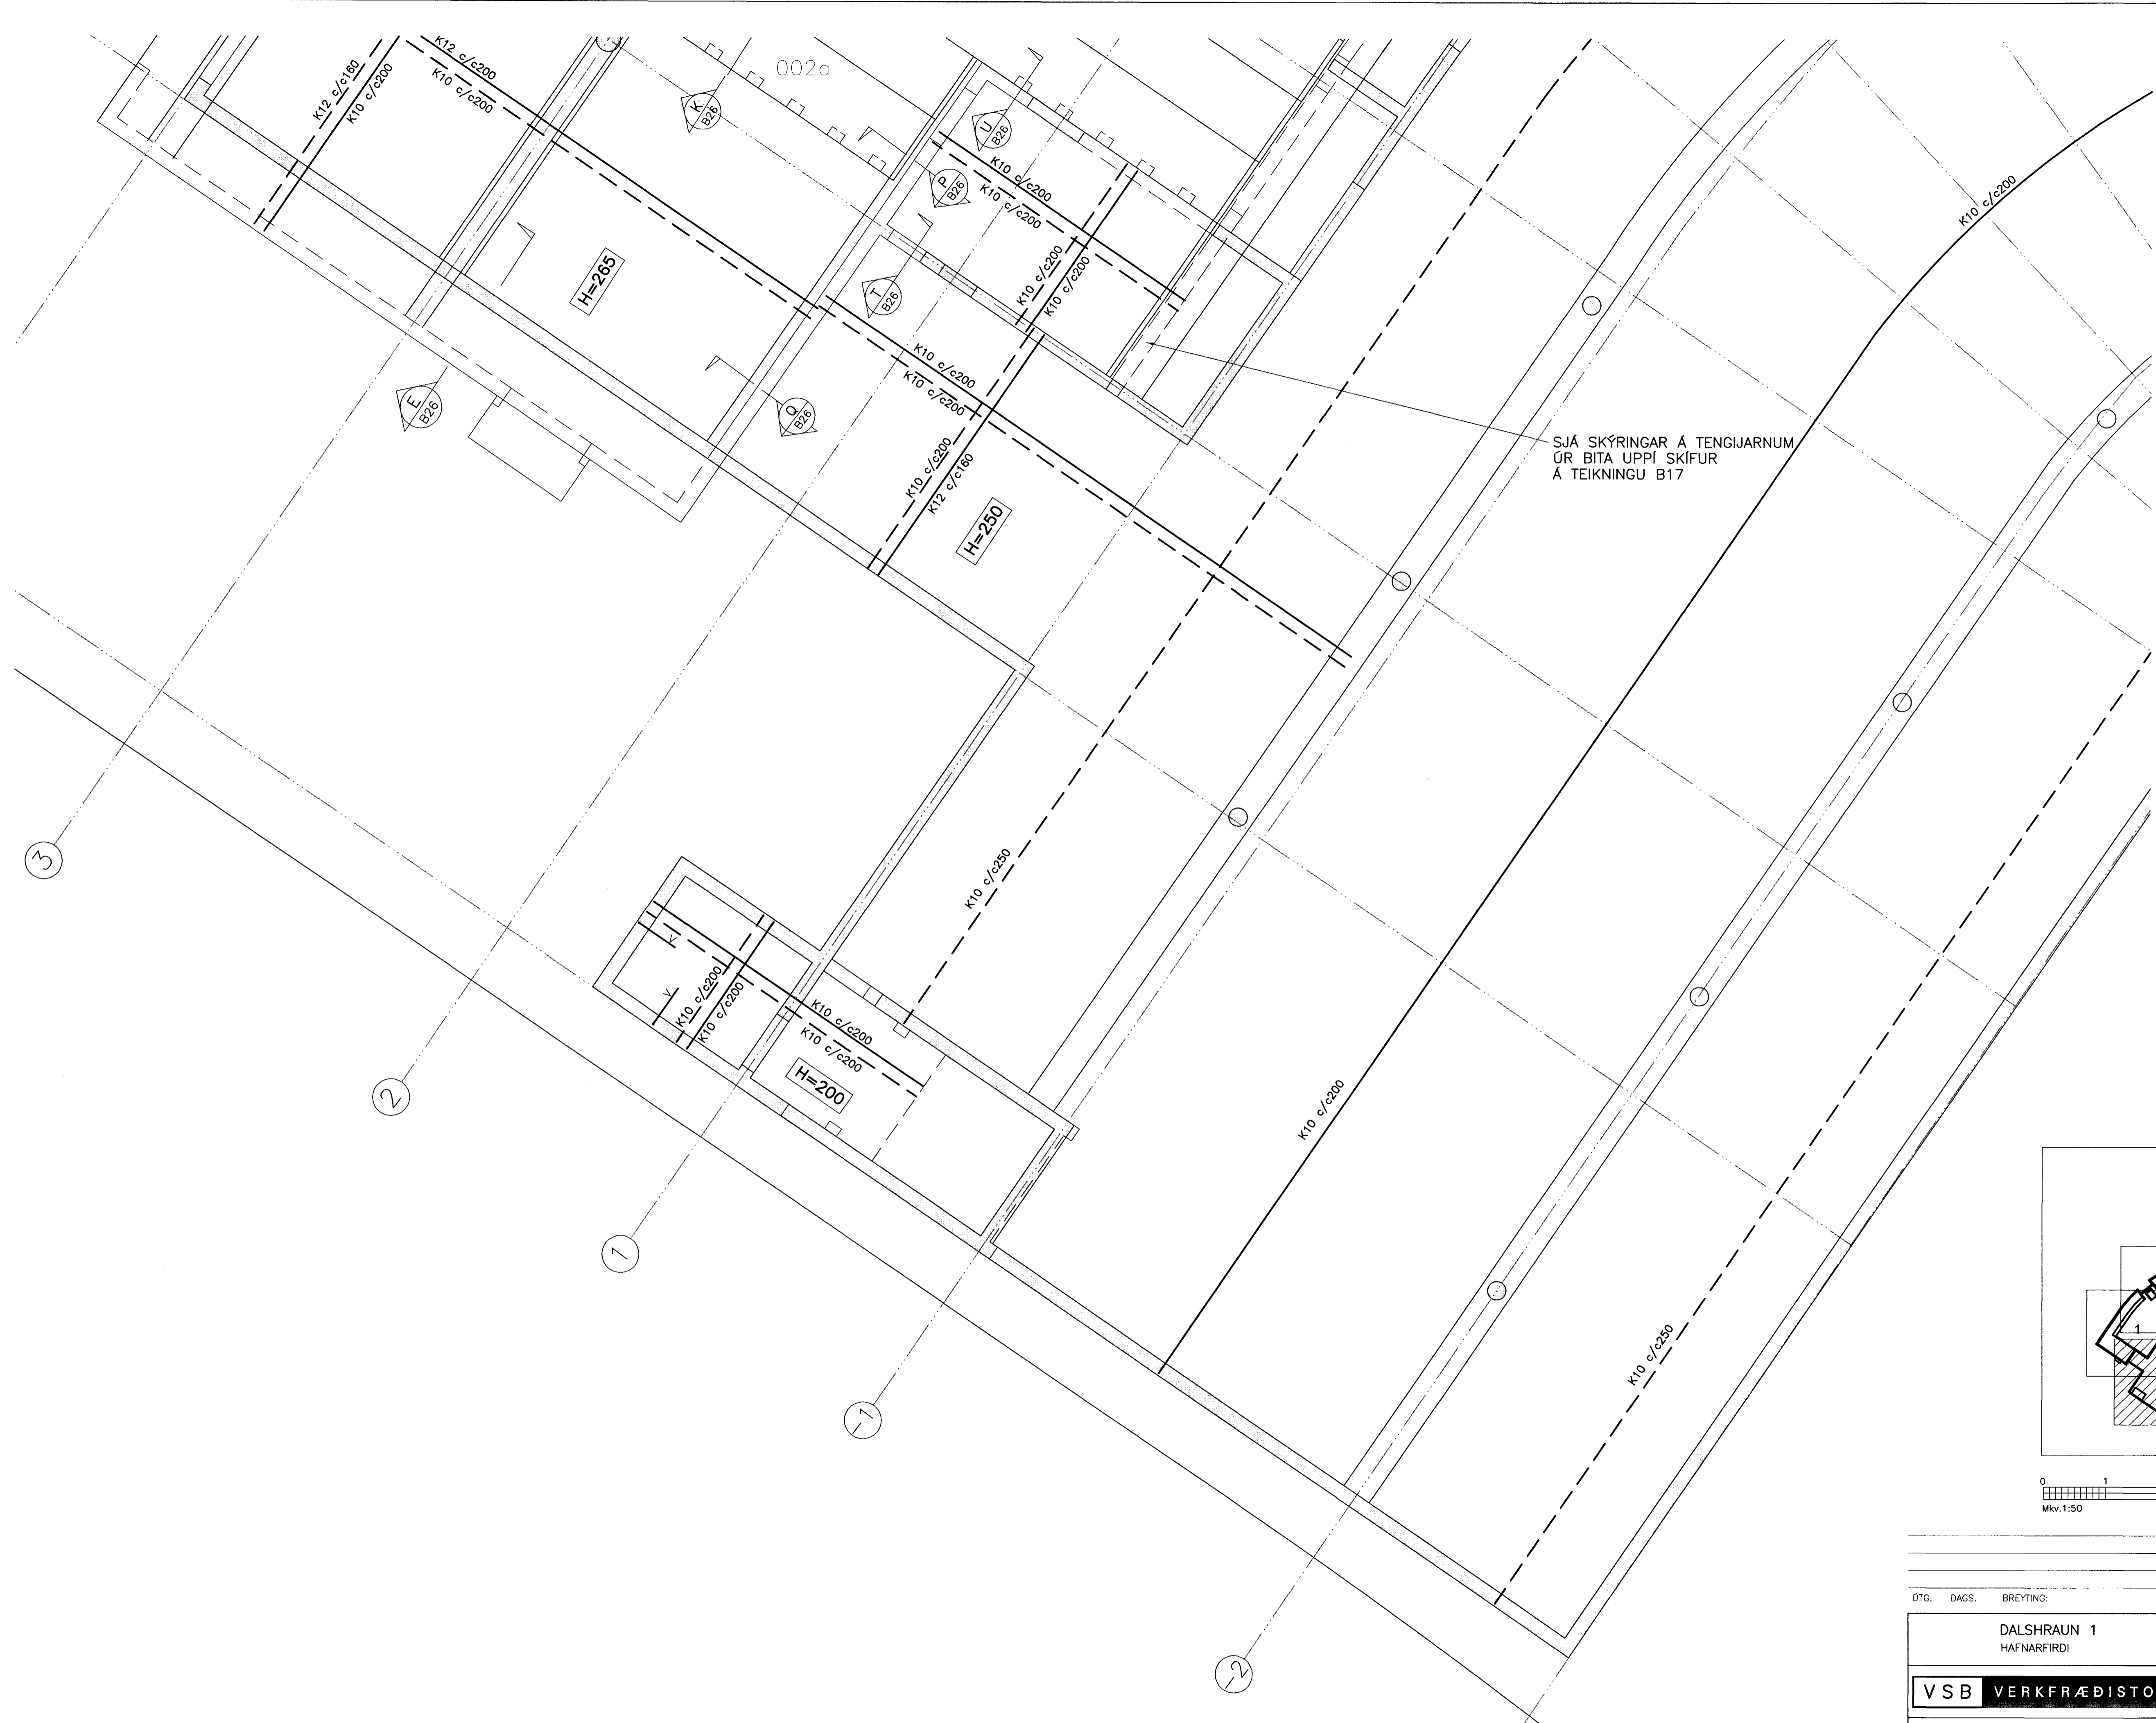 K12 c/c160
K10 c/c200
K12 c/c200
K10 c/c200
002a
K
B26
U
B26
P
B26
T
B26
E
B26
Q
B26
K10 c/c200
K10 c/c200
K10 c/c200
K10 c/c200
H=265
K10 c/c200
K10 c/c200
K10 c/c200
K12 c/c160
H=250
K10 c/c200
SJÁ SKÝRINGAR Á TENGIJARNUM
ÚR BITA UPPÍ SKÍFUR
Á TEIKNINGU B17
K10 c/c250
K10 c/c200
K10 c/c200
K10 c/c200
K10 c/c200
H=200
K10 c/c200
K10 c/c250
3
2
1
-1
-2
1
0 1
Mkv.1:50
ÚTG. DAGS. BREYTING:
DALSHRAUN 1
HAFNARFIRÐI
VSB VERKFRÆÐISTO